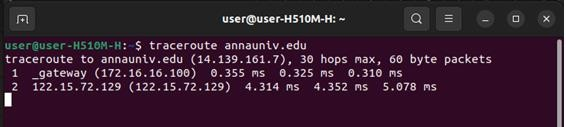 user@user-H510M-H: ~
user@user-H510M-H:~$ traceroute annauniv.edu
traceroute to annauniv.edu (14.139.161.7), 30 hops max, 60 byte packets
 1  _gateway (172.16.16.100)  0.355 ms  0.325 ms  0.310 ms
 2  122.15.72.129 (122.15.72.129)  4.314 ms  4.352 ms  5.078 ms